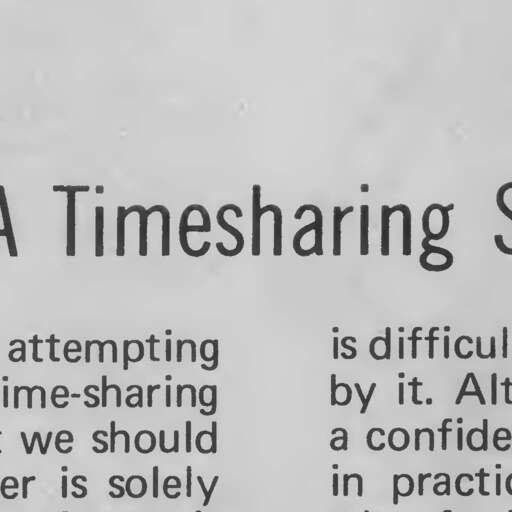 A Timesharing S
attempting
ime-sharing
we should
er is solely
is difficul
by it. Alt
a confide
in practic